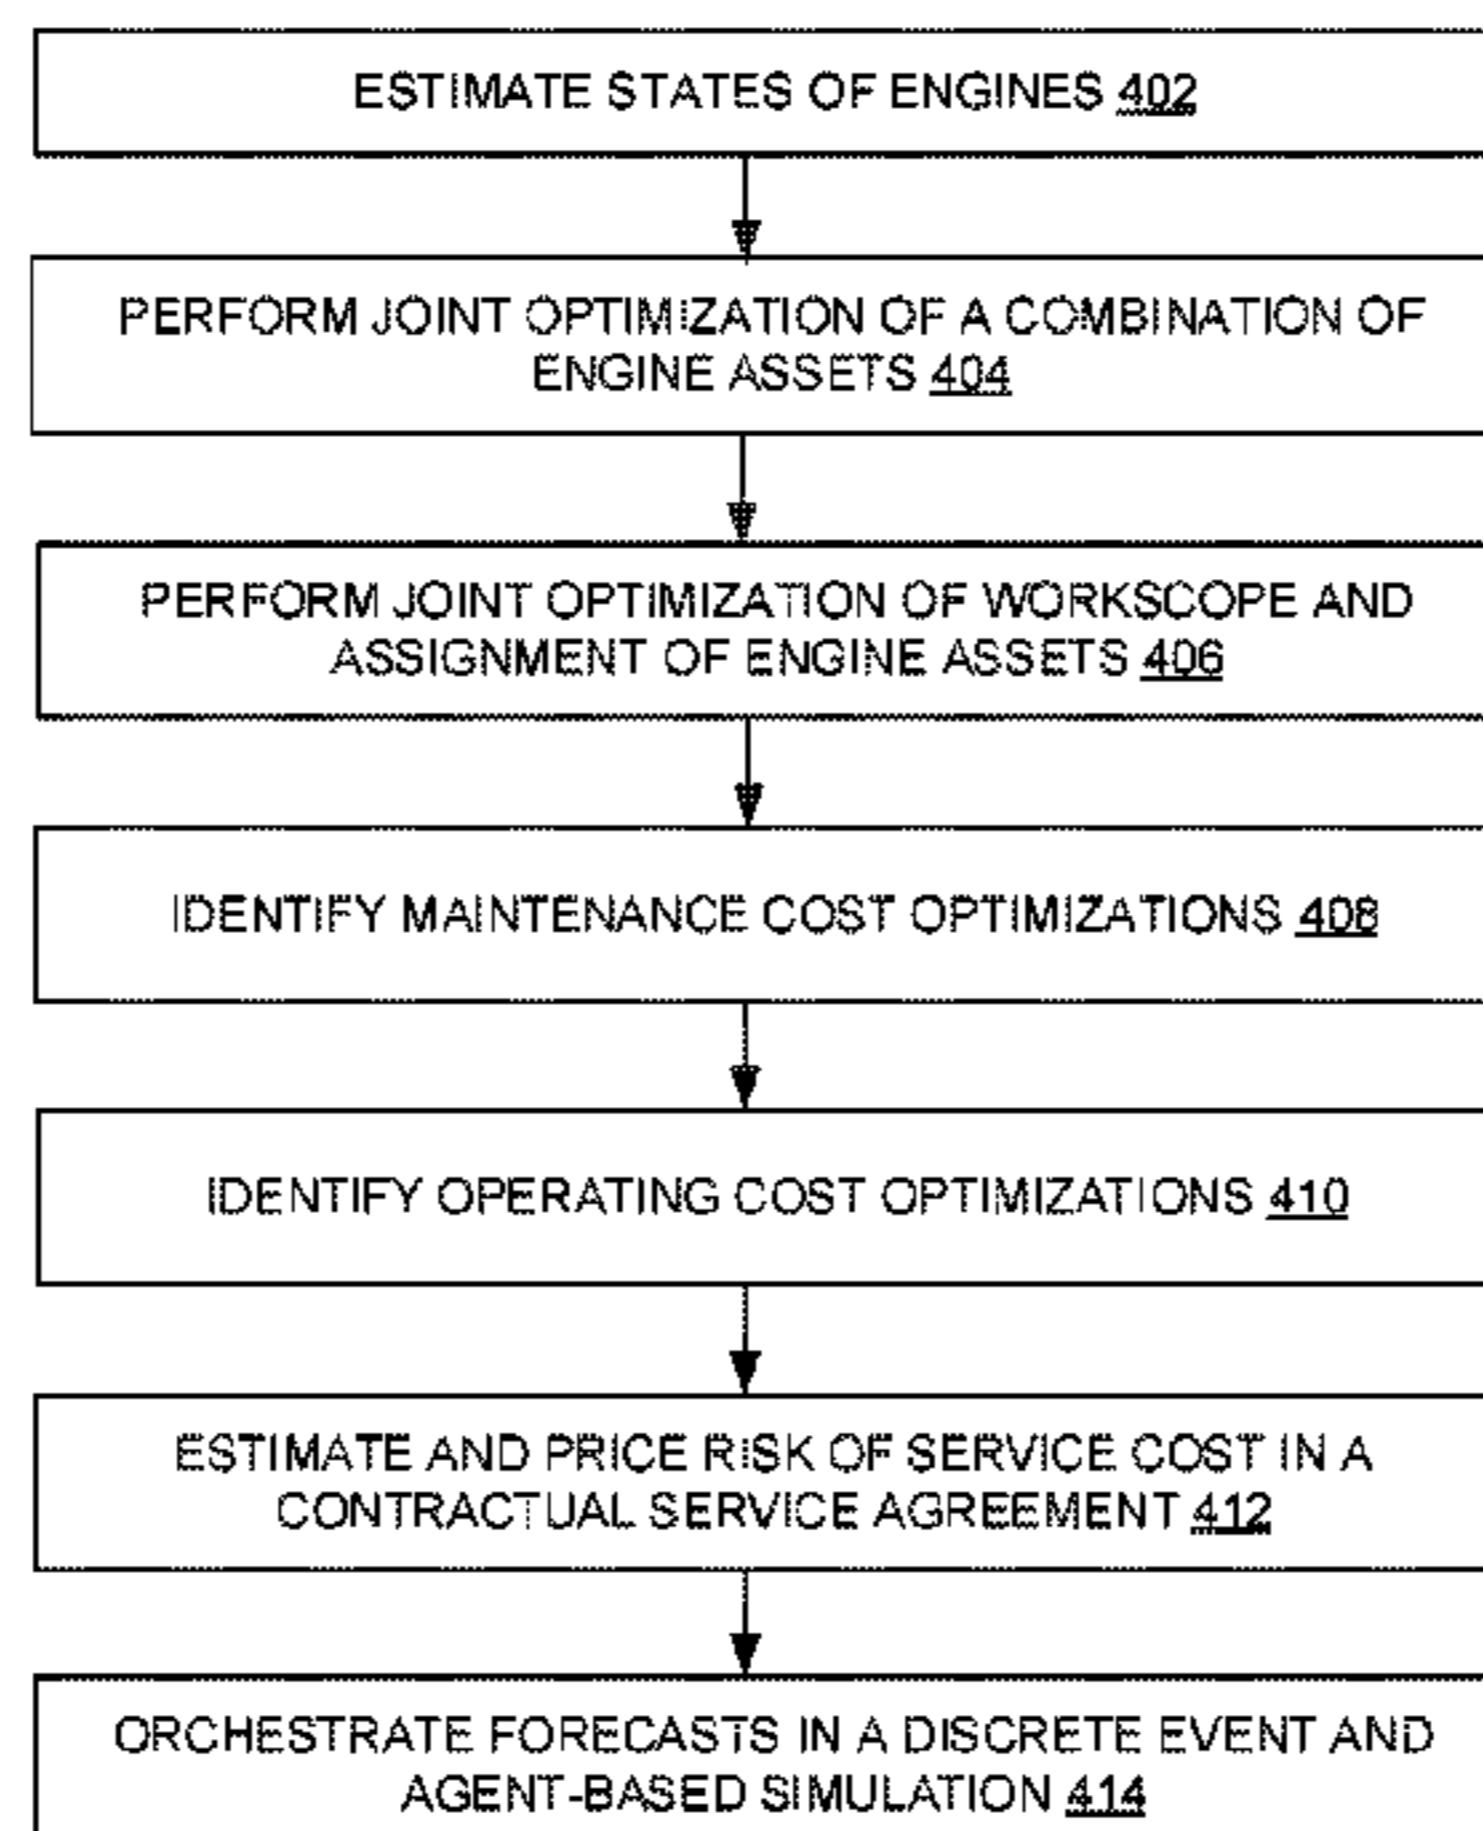 ESTIMATE STATES OF ENGINES 402
PERFORM JOINT OPTIMIZATION OF A COMBINATION OF
ENGINE ASSETS 404
PERFORM JOINT OPTIMIZATION OF WORKSCOPE AND
ASSIGNMENT OF ENGINE ASSETS 406
IDENTIFY MAINTENANCE COST OPTIMIZATIONS 408
IDENTIFY OPERATING COST OPTIMIZATIONS 410
ESTIMATE AND PRICE RISK OF SERVICE COST IN A
CONTRACTUAL SERVICE AGREEMENT 412
ORCHESTRATE FORECASTS IN A DISCRETE EVENT AND
AGENT-BASED SIMULATION 414